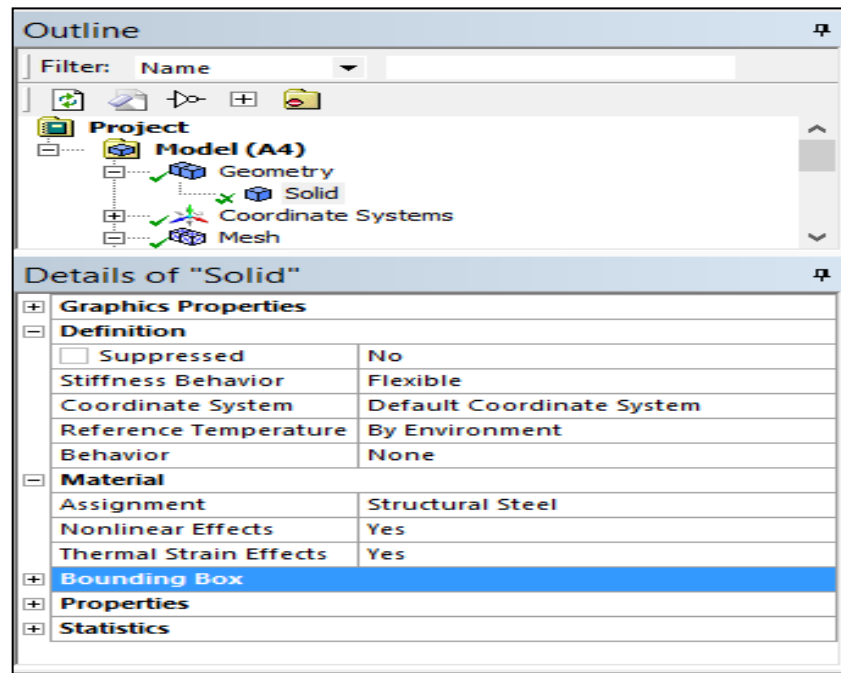 Outline
Filter: Name
Project
Model (A4)
Geometry
Solid
Coordinate Systems
Mesh
Details of "Solid"
Graphics Properties
Definition
Suppressed No
Stiffness Behavior Flexible
Coordinate System Default Coordinate System
Reference Temperature By Environment
Behavior None
Material
Assignment Structural Steel
Nonlinear Effects Yes
Thermal Strain Effects Yes
Bounding Box
Properties
Statistics